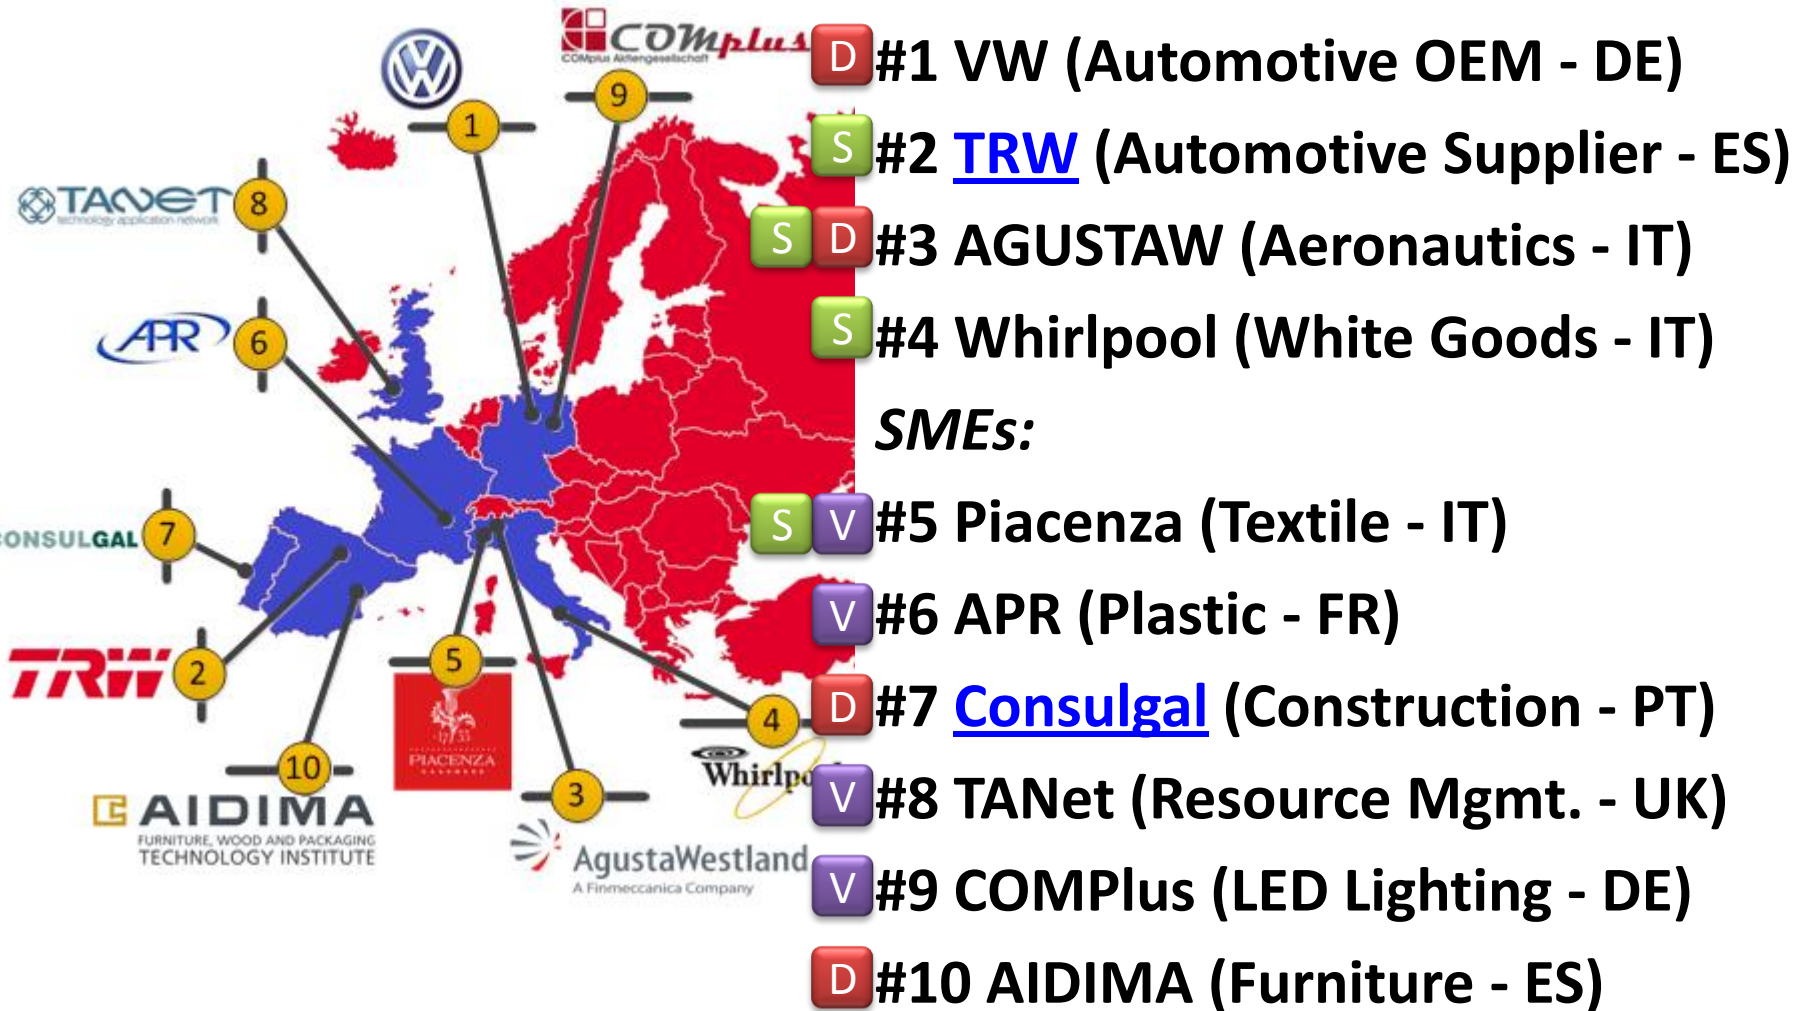 COMplus
COMplus Aktiengesellschaft
9
1
TANET
technology application network
8
APR
6
CONSULGAL
7
TRW
2
5
1733
PIACENZA
4
Whirlpo
10
AIDIMA
FURNITURE, WOOD AND PACKAGING
TECHNOLOGY INSTITUTE
3
AgustaWestland
A Finmeccanica Company
D #1 VW (Automotive OEM - DE)
S #2 TRW (Automotive Supplier - ES)
S D #3 AGUSTAW (Aeronautics - IT)
S #4 Whirlpool (White Goods - IT)
SMEs:
S V #5 Piacenza (Textile - IT)
V #6 APR (Plastic - FR)
D #7 Consulgal (Construction - PT)
V #8 TANet (Resource Mgmt. - UK)
V #9 COMPlus (LED Lighting - DE)
D #10 AIDIMA (Furniture - ES)